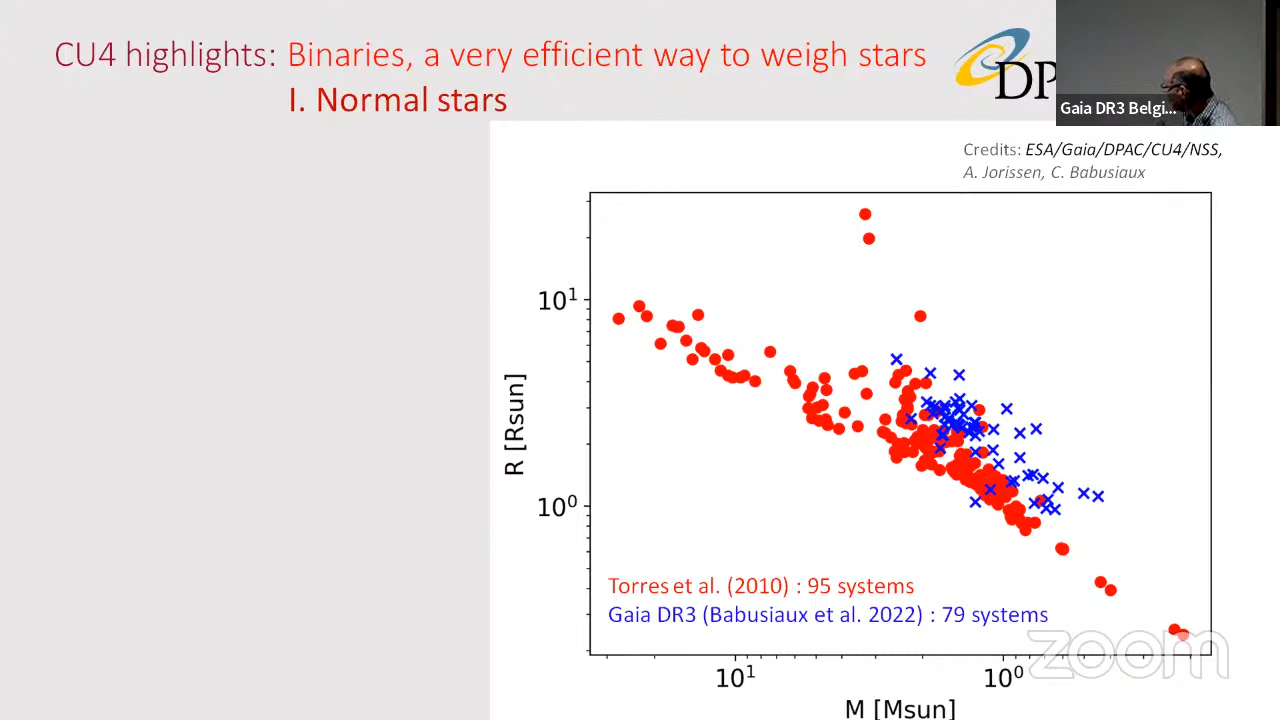 CU4 highlights: Binaries, a very efficient way to weigh stars
I. Normal stars
DP
Gaia DR3 Belgi...
Credits: ESA/Gaia/DPAC/CU4/NSS,
A. Jorissen, C. Babusiaux
R [Rsun]
10¹
10⁰
Torres et al. (2010) : 95 systems
Gaia DR3 (Babusiaux et al. 2022) : 79 systems
zoom
10¹
10⁰
M [Msun]